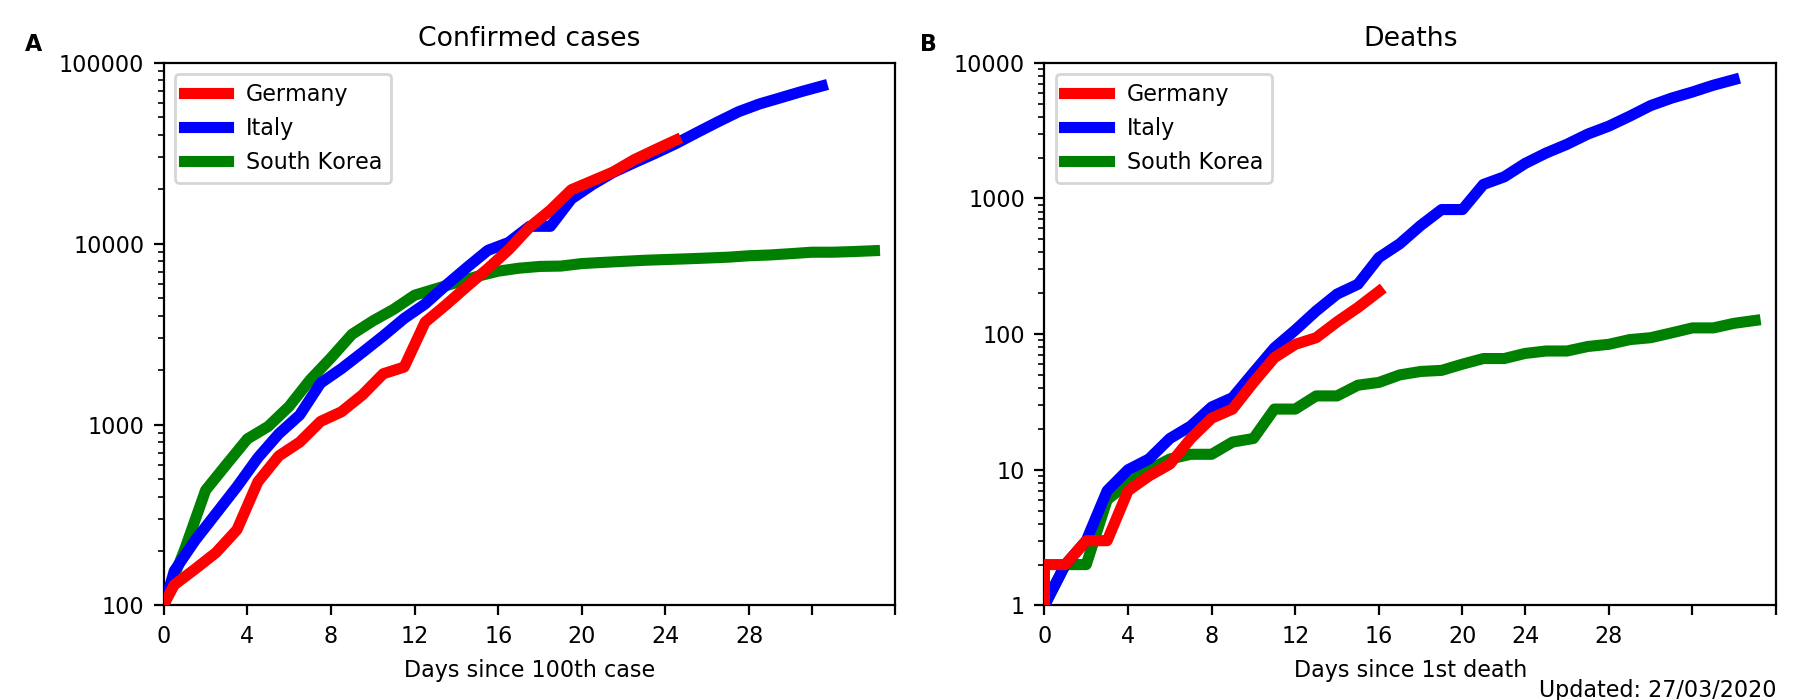 A
Confirmed cases
100000
10000
1000
100
Germany
Italy
South Korea
0 4 8 12 16 20 24 28
Days since 100th case
B
Deaths
10000
1000
100
10
1
Germany
Italy
South Korea
0 4 8 12 16 20 24 28
Days since 1st death
Updated: 27/03/2020